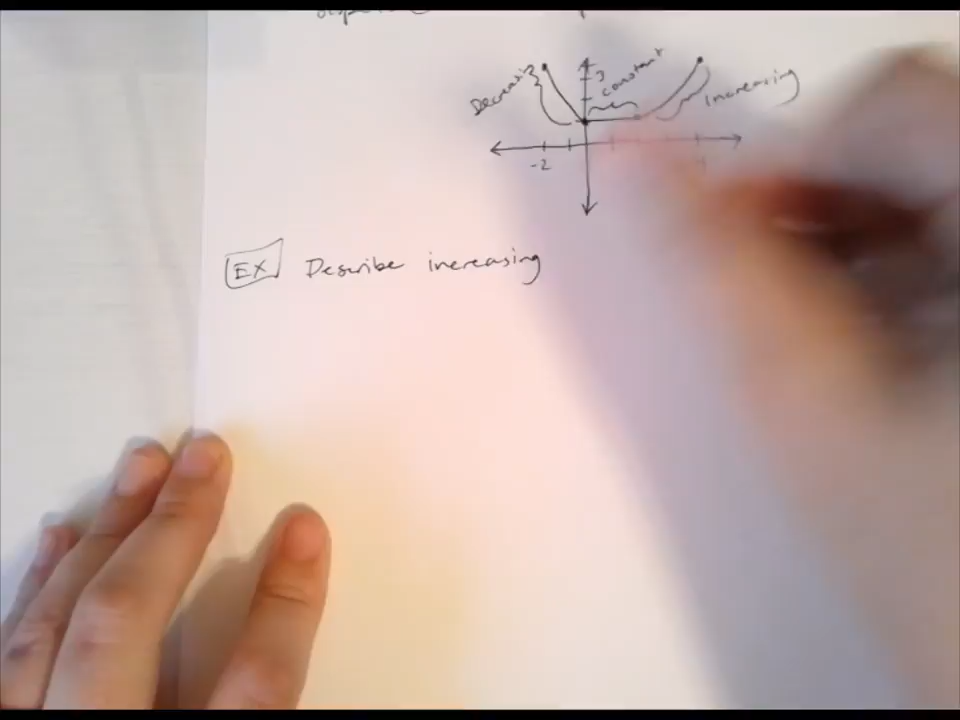 Decreasing
3
constant
Increasing
-2
EX Describe increasing